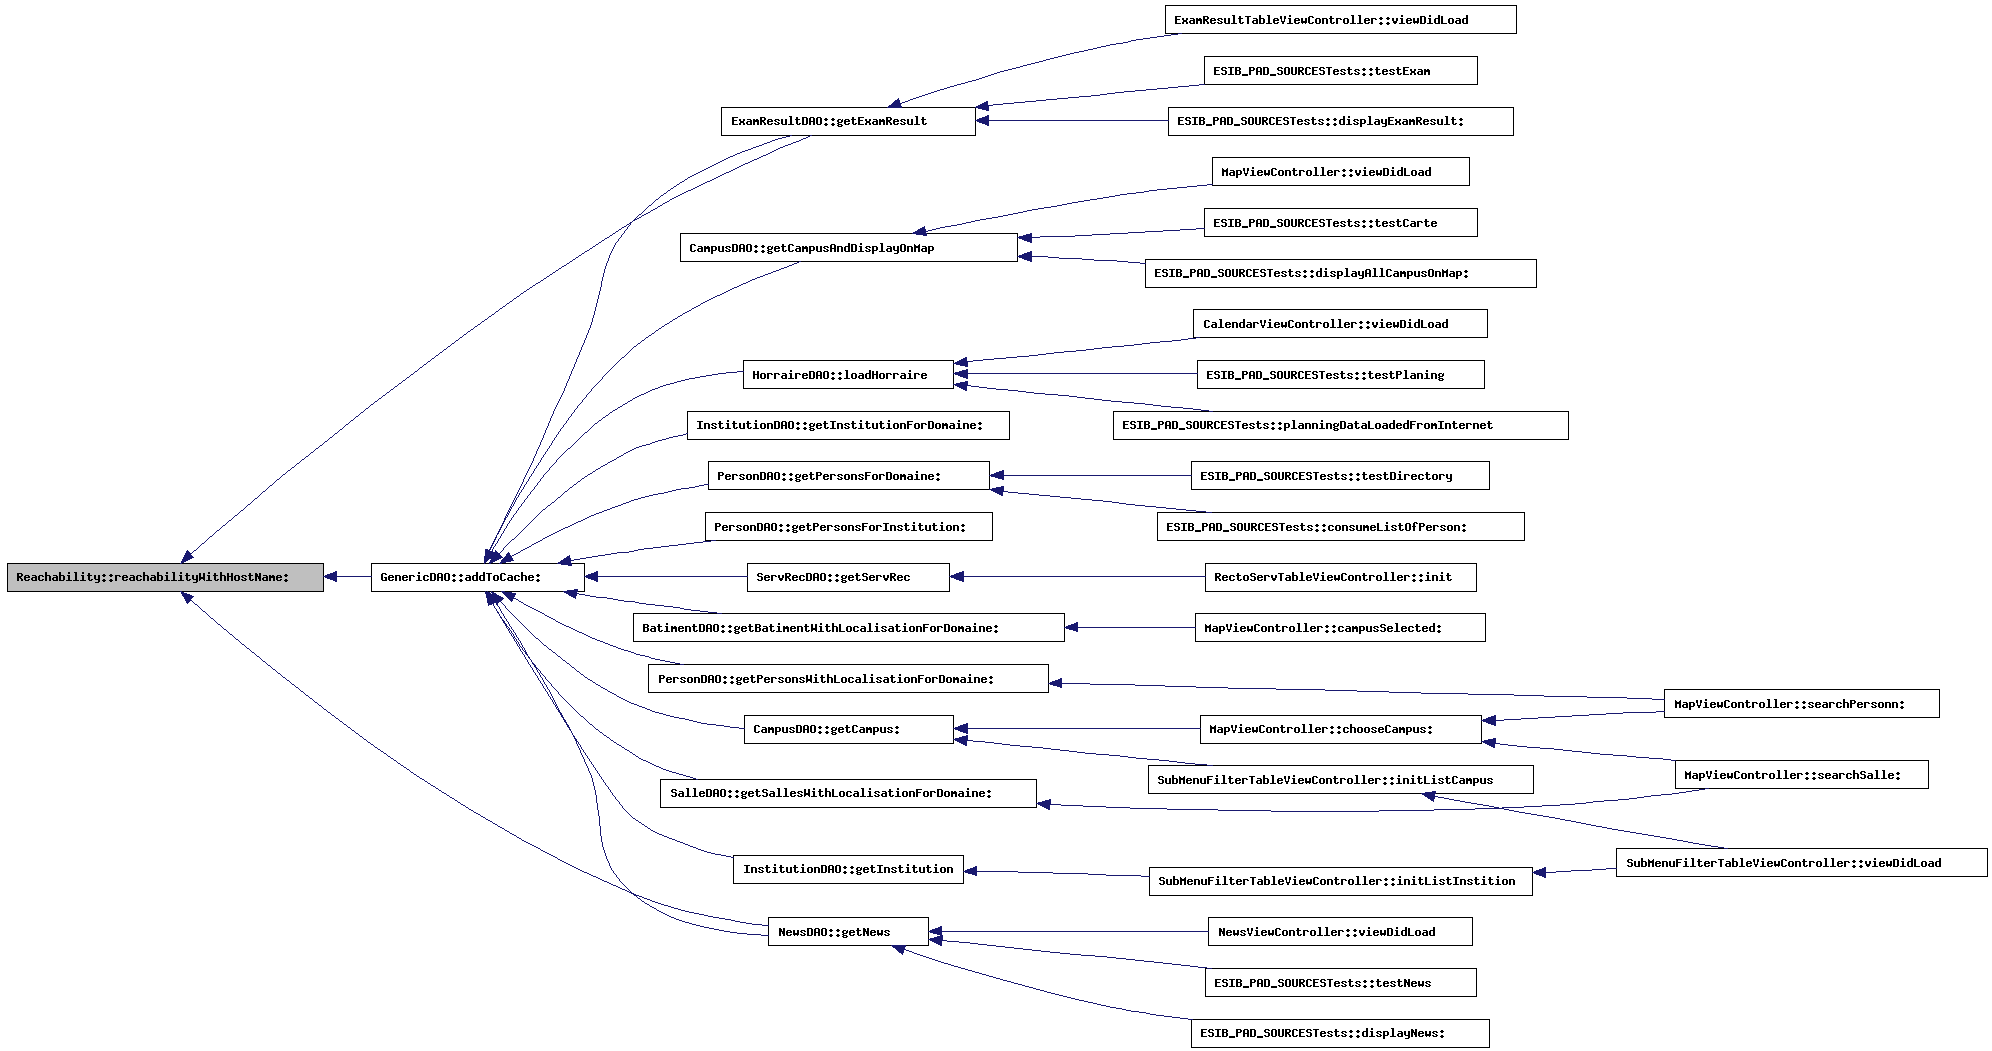 ExamResultTableViewController::viewDidLoad
ESIB_PAD_SOURCESTests::testExam
ExamResultDAO::getExamResult
ESIB_PAD_SOURCESTests::displayExamResult:
MapViewController::viewDidLoad
ESIB_PAD_SOURCESTests::testCarte
CampusDAO::getCampusAndDisplayOnMap
ESIB_PAD_SOURCESTests::displayAllCampusOnMap:
CalendarViewController::viewDidLoad
HorraireDAO::loadHorraire
ESIB_PAD_SOURCESTests::testPlaning
InstitutionDAO::getInstitutionForDomaine:
ESIB_PAD_SOURCESTests::planningDataLoadedFromInternet
PersonDAO::getPersonsForDomaine:
ESIB_PAD_SOURCESTests::testDirectory
PersonDAO::getPersonsForInstitution:
ESIB_PAD_SOURCESTests::consumeListOfPerson:
Reachability::reachabilityWithHostName:
GenericDAO::addToCache:
ServRecDAO::getServRec
RectoServTableViewController::init
BatimentDAO::getBatimentWithLocalisationForDomaine:
MapViewController::campusSelected:
PersonDAO::getPersonsWithLocalisationForDomaine:
MapViewController::searchPersonn:
CampusDAO::getCampus:
MapViewController::chooseCampus:
MapViewController::searchSalle:
SubMenuFilterTableViewController::initListCampus
SalleDAO::getSallesWithLocalisationForDomaine:
SubMenuFilterTableViewController::viewDidLoad
InstitutionDAO::getInstitution
SubMenuFilterTableViewController::initListInstition
NewsDAO::getNews
NewsViewController::viewDidLoad
ESIB_PAD_SOURCESTests::testNews
ESIB_PAD_SOURCESTests::displayNews: